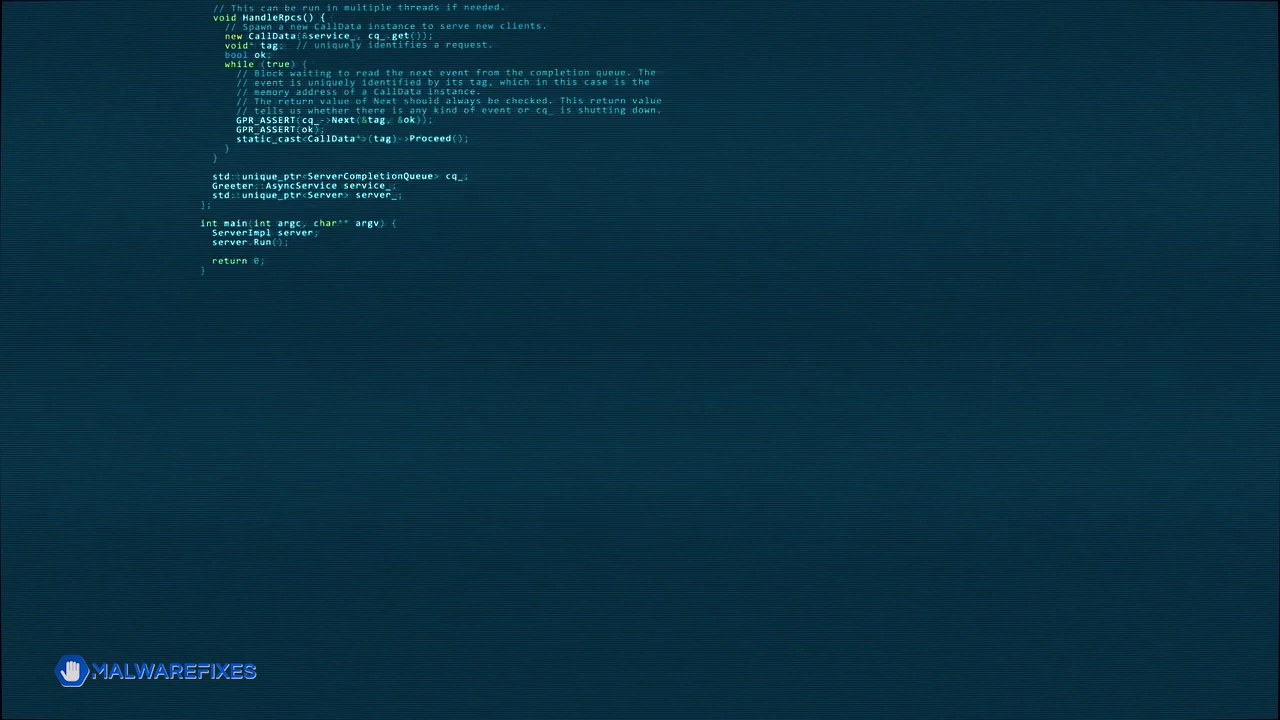 // This can be run in multiple threads if needed.
void HandleRpcs() {
// Spawn a new CallData instance to serve new clients.
new CallData(&service_, cq_.get());
void* tag; // uniquely identifies a request.
bool ok;
while (true) {
// Block waiting to read the next event from the completion queue. The
// event is uniquely identified by its tag, which in this case is the
// memory address of a CallData instance.
// The return value of Next should always be checked. This return value
// tells us whether there is any kind of event or cq_ is shutting down.
GPR_ASSERT(cq_->Next(&tag, &ok));
GPR_ASSERT(ok);
static_cast<CallData*>(tag)->Proceed();
}
}
std::unique_ptr<ServerCompletionQueue> cq_;
Greeter::AsyncService service_;
std::unique_ptr<Server> server_;
};
int main(int argc, char** argv) {
ServerImpl server;
server.Run();
return 0;
}
MALWAREFIXES